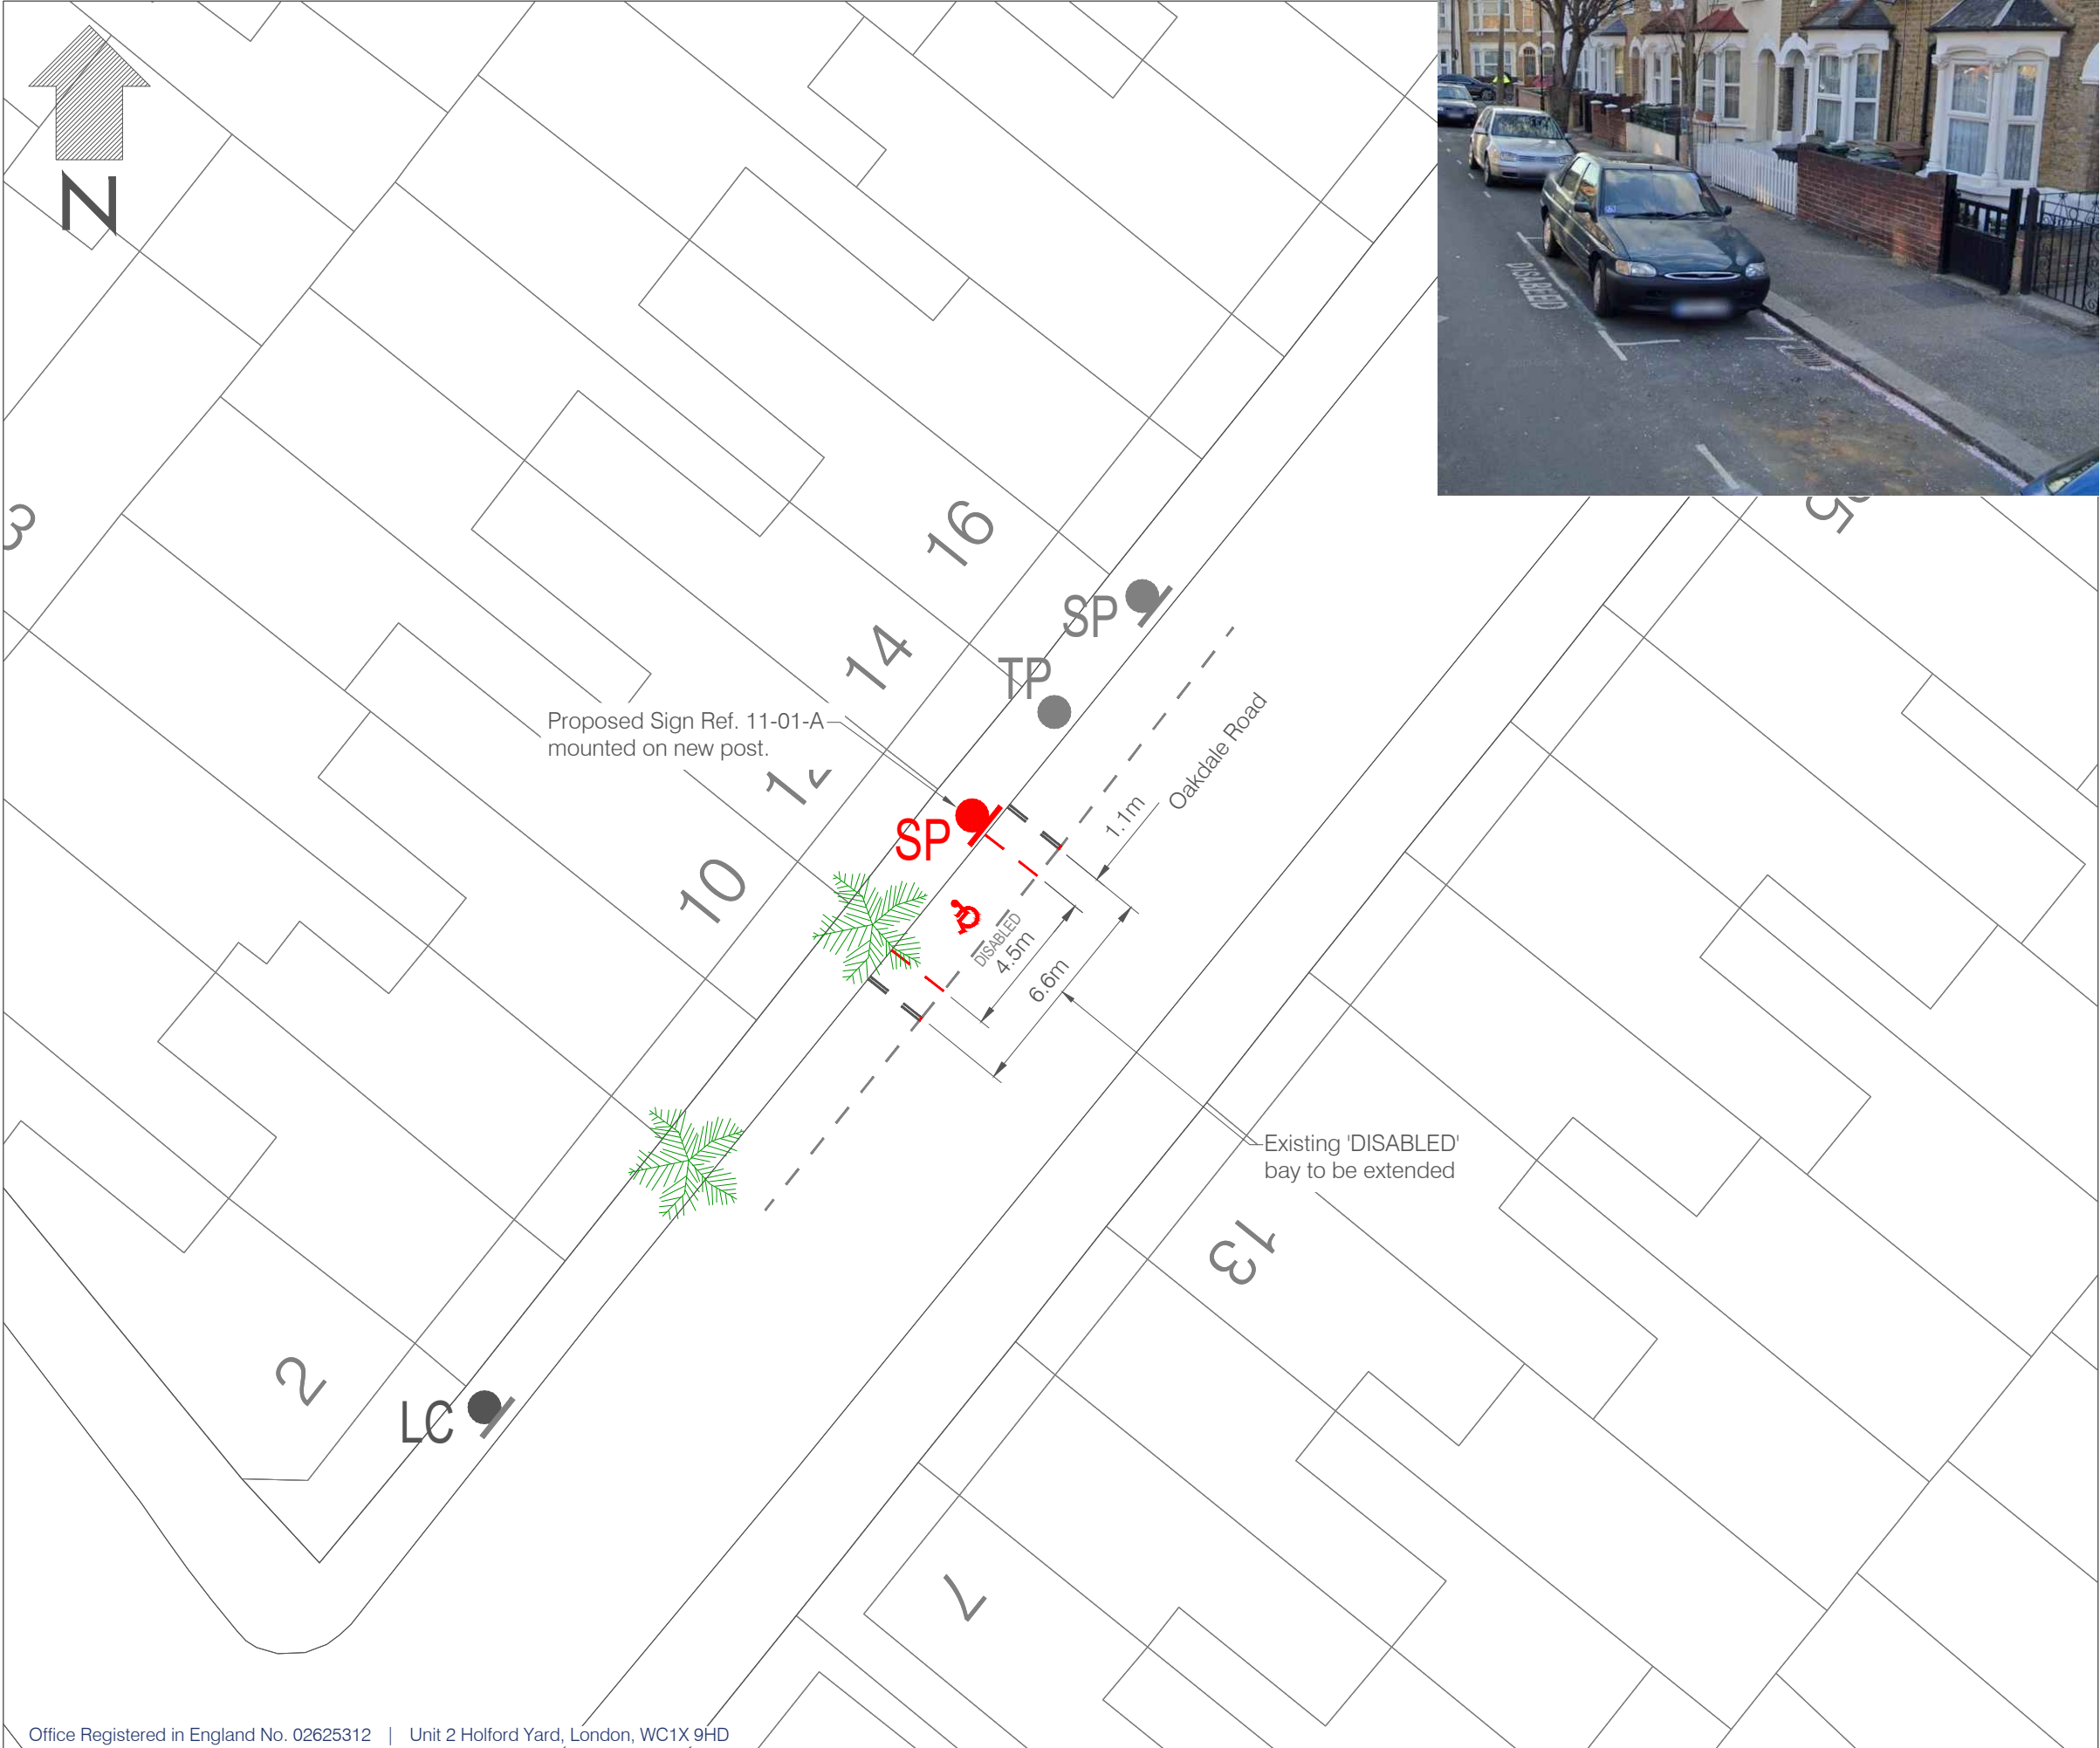 N
DISABLED
16
SP
14
TP
Proposed Sign Ref. 11-01-A
mounted on new post.
Oakdale Road
1.1m
SP
10
DISABLED
4.5m
6.6m
Existing 'DISABLED'
bay to be extended
13
2
LC
7
Office Registered in England No. 02625312 | Unit 2 Holford Yard, London, WC1X 9HD